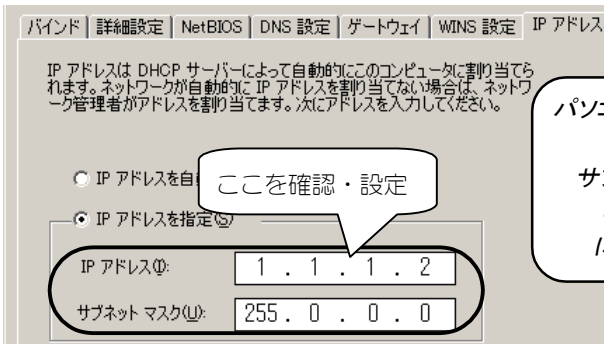 バインド 詳細設定 NetBIOS DNS 設定 ゲートウェイ WINS 設定 IP アドレス
IP アドレスは DHCP サーバーによって自動的にこのコンピュータに割り当てら
れます。ネットワークが自動的に IP アドレスを割り当てない場合は、ネットワ
ーク管理者がアドレスを割り当てます。次にアドレスを入力してください。
パソコ
IP アドレスを自
ここを確認・設定
サ
IP アドレスを指定(S)
IP アドレス(I): 1 . 1 . 1 . 2
サブネット マスク(U): 255 . 0 . 0 . 0